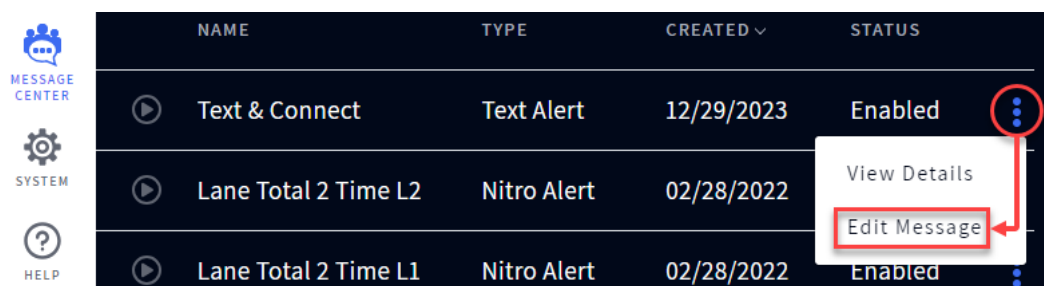 MESSAGE
CENTER
SYSTEM
?
HELP
NAME TYPE CREATED STATUS
Text & Connect Text Alert 12/29/2023 Enabled
View Details
Lane Total 2 Time L2 Nitro Alert 02/28/2022
Edit Message
Lane Total 2 Time L1 Nitro Alert 02/28/2022 Enabled